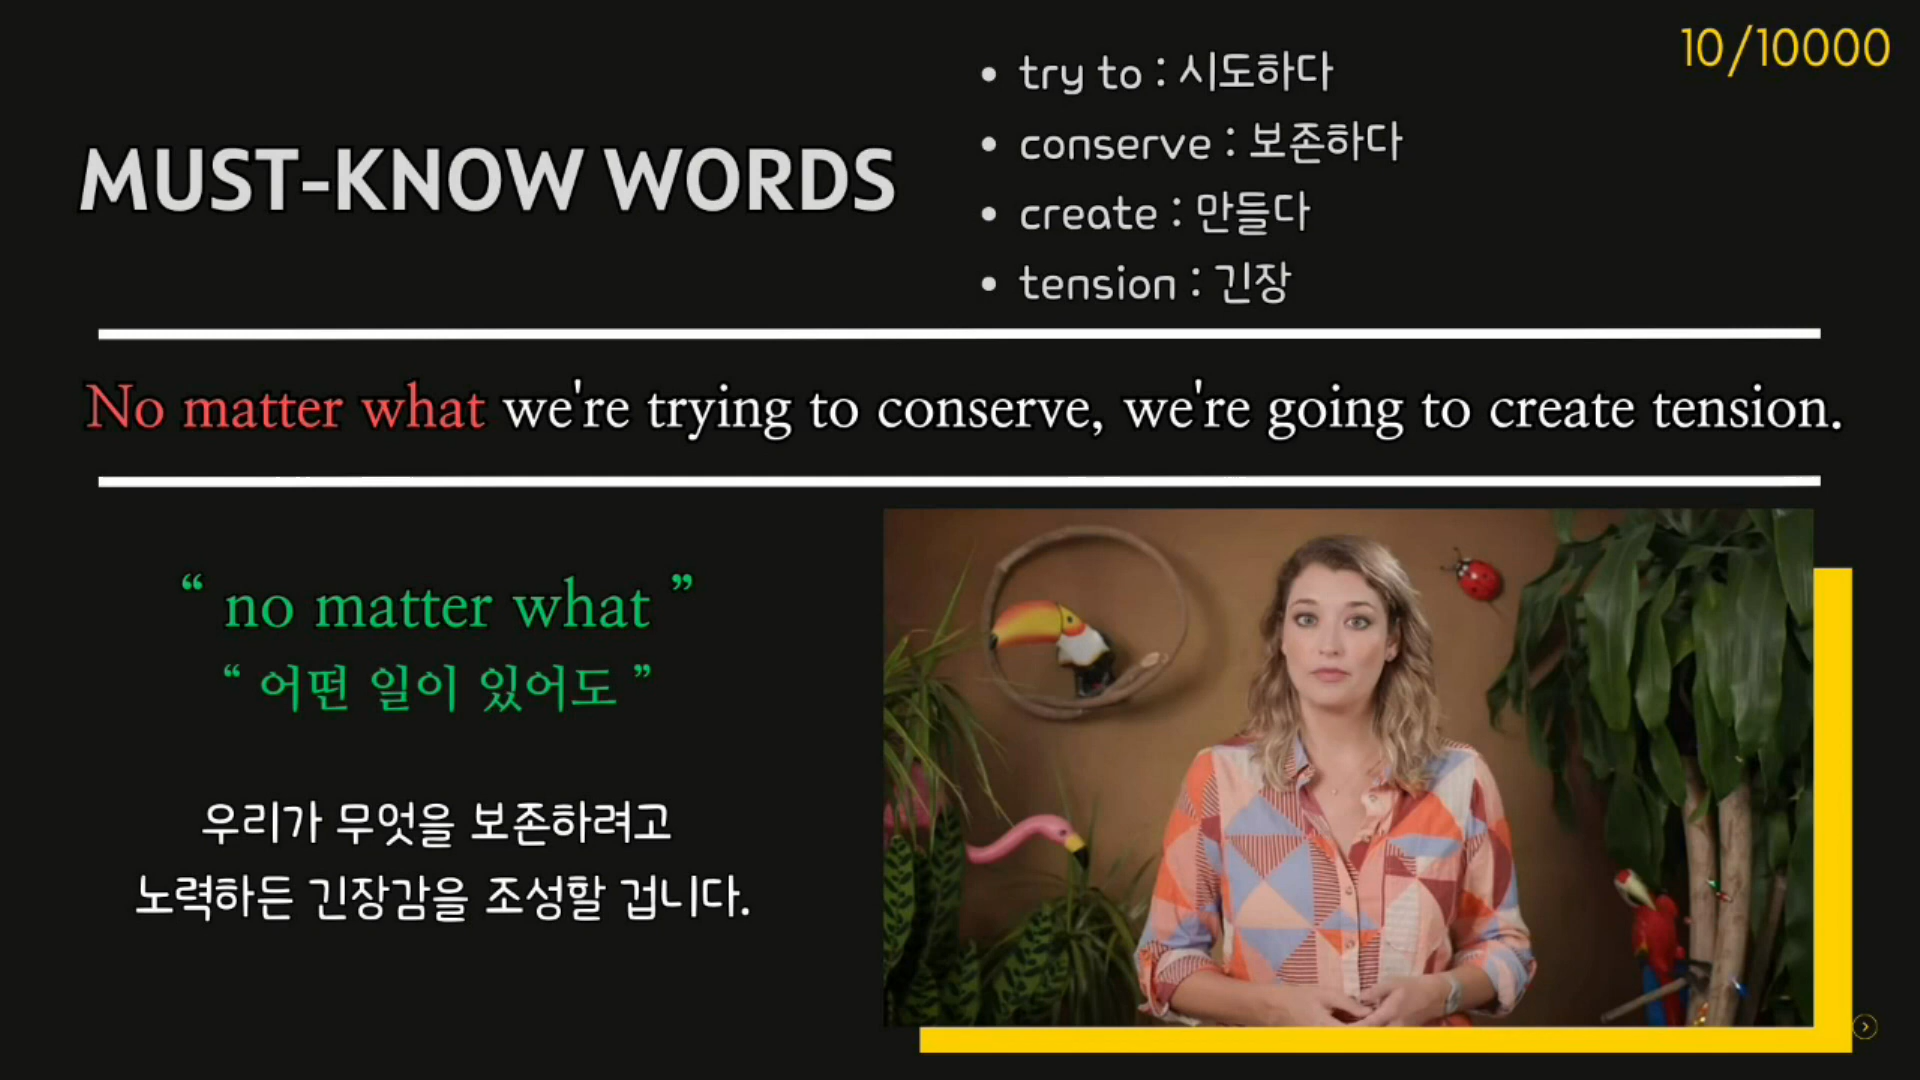 10/10000
MUST-KNOW WORDS
• try to : 시도하다
• conserve : 보존하다
• create : 만들다
• tension : 긴장
No matter what we're trying to conserve, we're going to create tension.
“ no matter what ”
“ 어떤 일이 있어도 ”
우리가 무엇을 보존하려고
노력하든 긴장감을 조성할 겁니다.